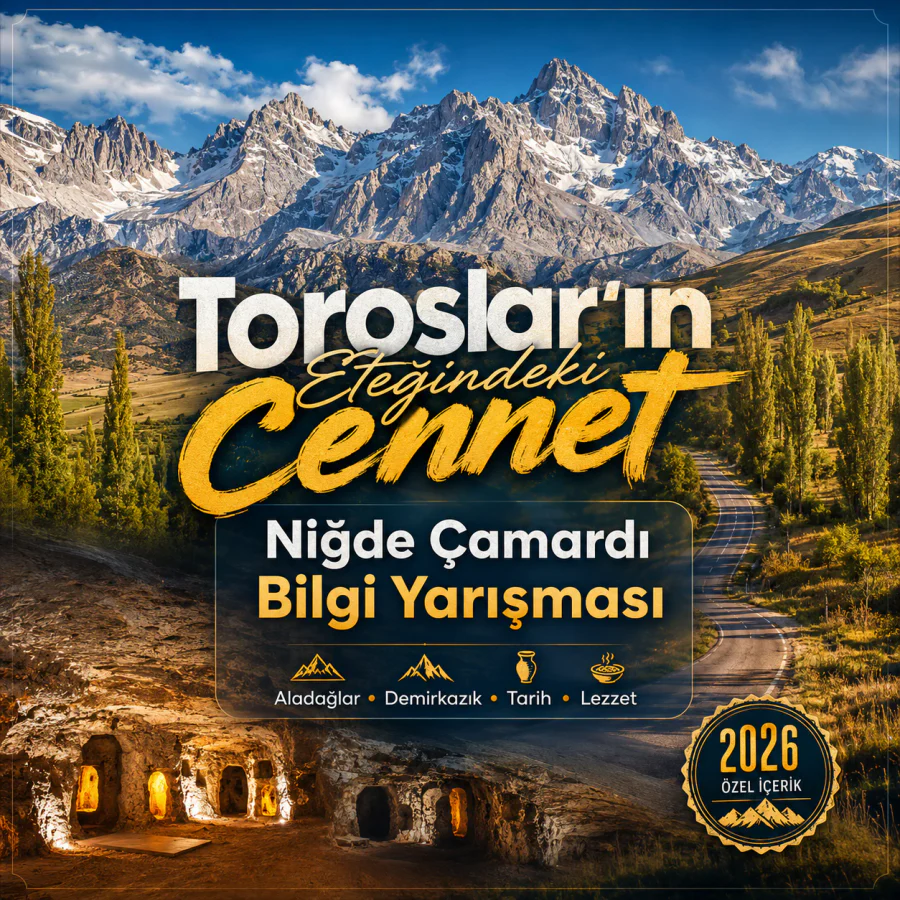 Toroslar'ın
Eteğindeki
Cennet
Niğde Çamardı
Bilgi Yarışması
Aladağlar • Demirkazık • Tarih • Lezzet
2026
ÖZEL İÇERİK